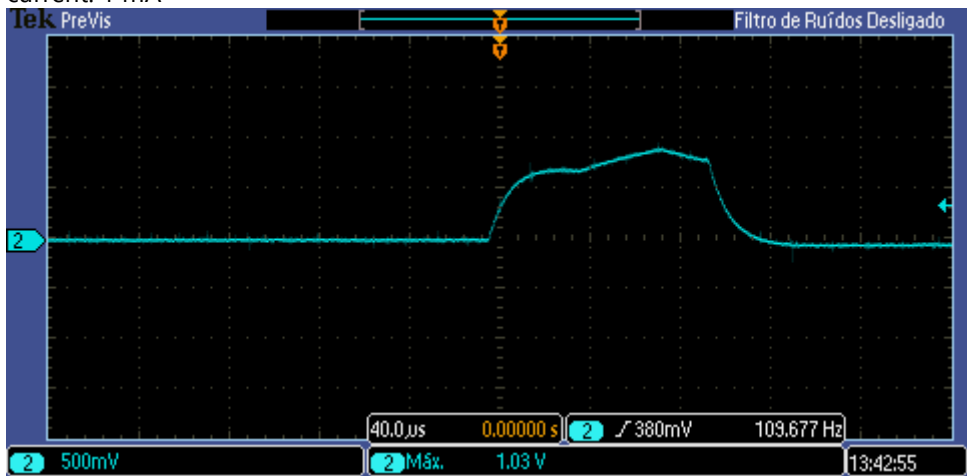 Tek PreVis Filtro de Ruídos Desligado
2
40.0µs 0.00000 s 2 380mV 109.677 Hz
2 500mV 2 Máx. 1.03 V 13:42:55